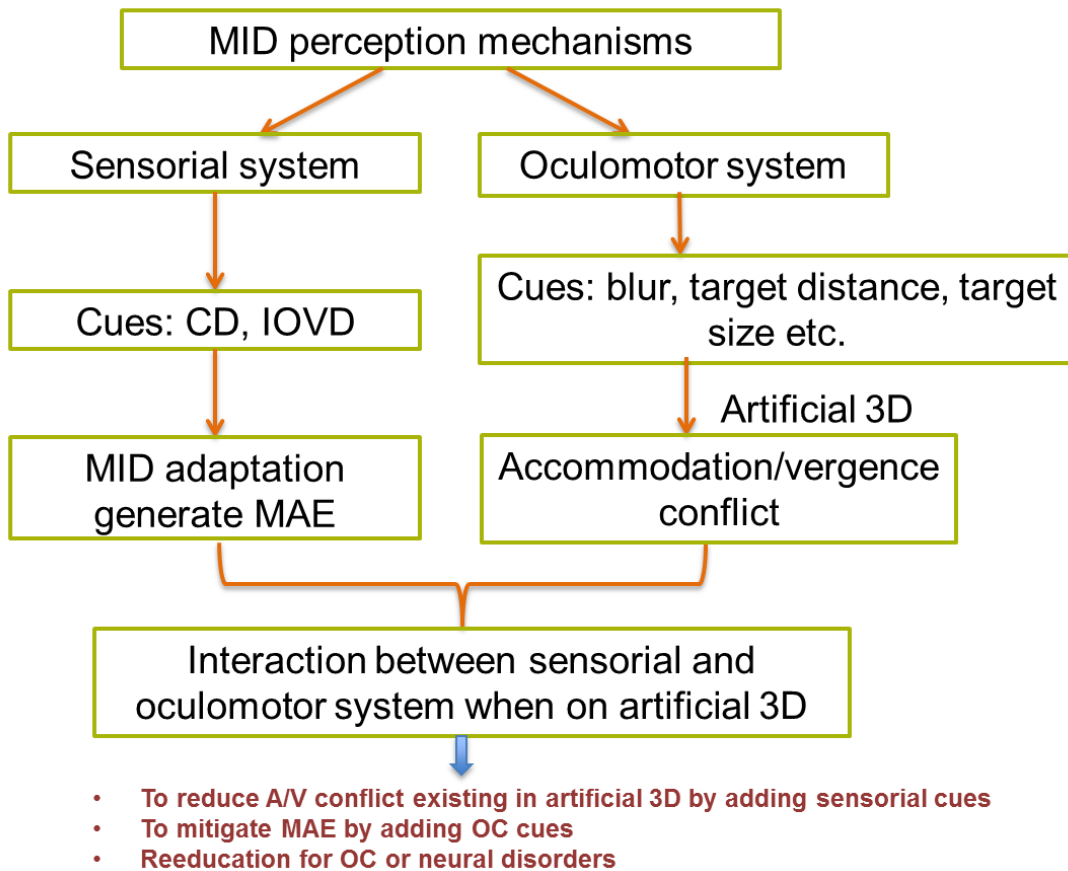 MID perception mechanisms
Sensorial system
Oculomotor system
Cues: CD, IOVD
Cues: blur, target distance, target
size etc.
Artificial 3D
MID adaptation
generate MAE
Accommodation/vergence
conflict
Interaction between sensorial and
oculomotor system when on artificial 3D
• To reduce A/V conflict existing in artificial 3D by adding sensorial cues
• To mitigate MAE by adding OC cues
• Reeducation for OC or neural disorders